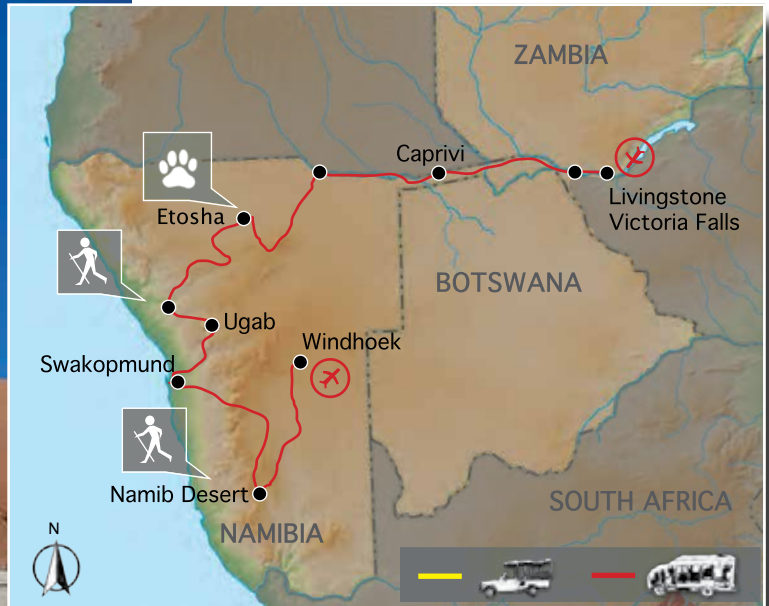 ZAMBIA
Caprivi
Livingstone
Victoria Falls
Etosha
BOTSWANA
Ugab
Windhoek
Swakopmund
Namib Desert
SOUTH AFRICA
NAMIBIA
N